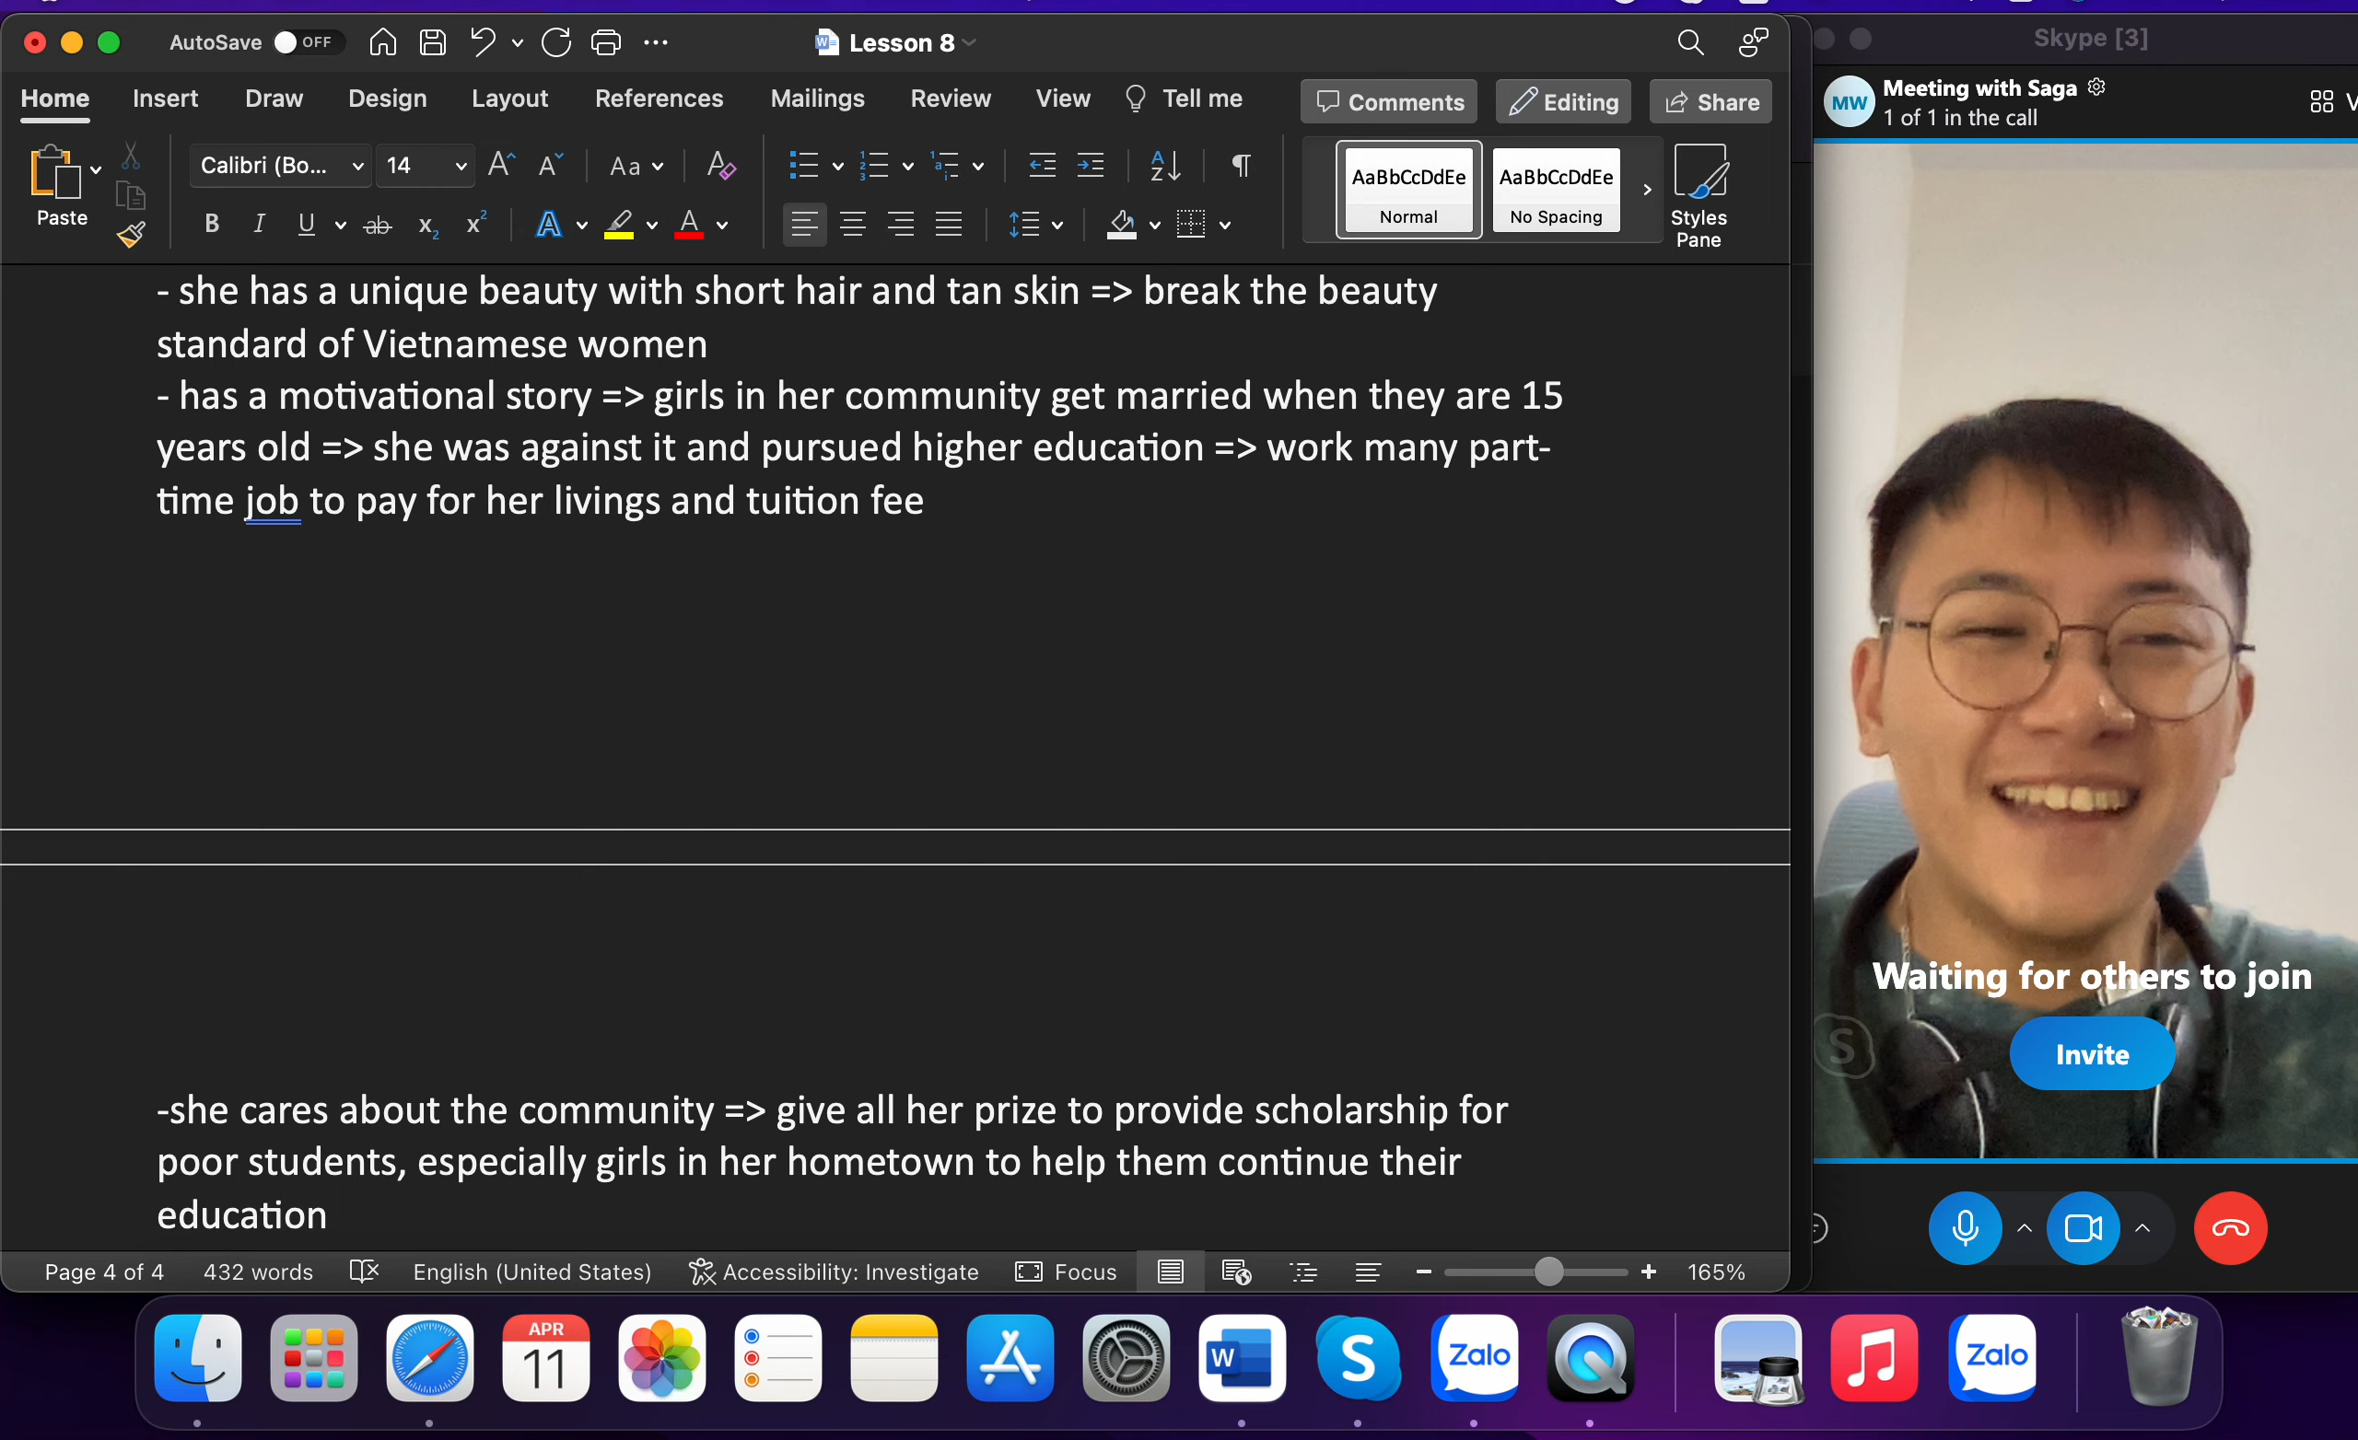 AutoSave OFF
Lesson 8
Skype [3]
Home Insert Draw Design Layout References Mailings Review View Tell me Comments Editing Share
MW Meeting with Saga
1 of 1 in the call
Paste
Calibri (Bo... 14
Aa
AaBbCcDdEe
Normal
AaBbCcDdEe
No Spacing
Styles
Pane
- she has a unique beauty with short hair and tan skin => break the beauty
standard of Vietnamese women
- has a motivational story => girls in her community get married when they are 15
years old => she was against it and pursued higher education => work many part-
time job to pay for her livings and tuition fee
Waiting for others to join
Invite
-she cares about the community => give all her prize to provide scholarship for
poor students, especially girls in her hometown to help them continue their
education
Page 4 of 4 432 words English (United States) Accessibility: Investigate Focus 165%
APR
11
W
S
Zalo
Zalo